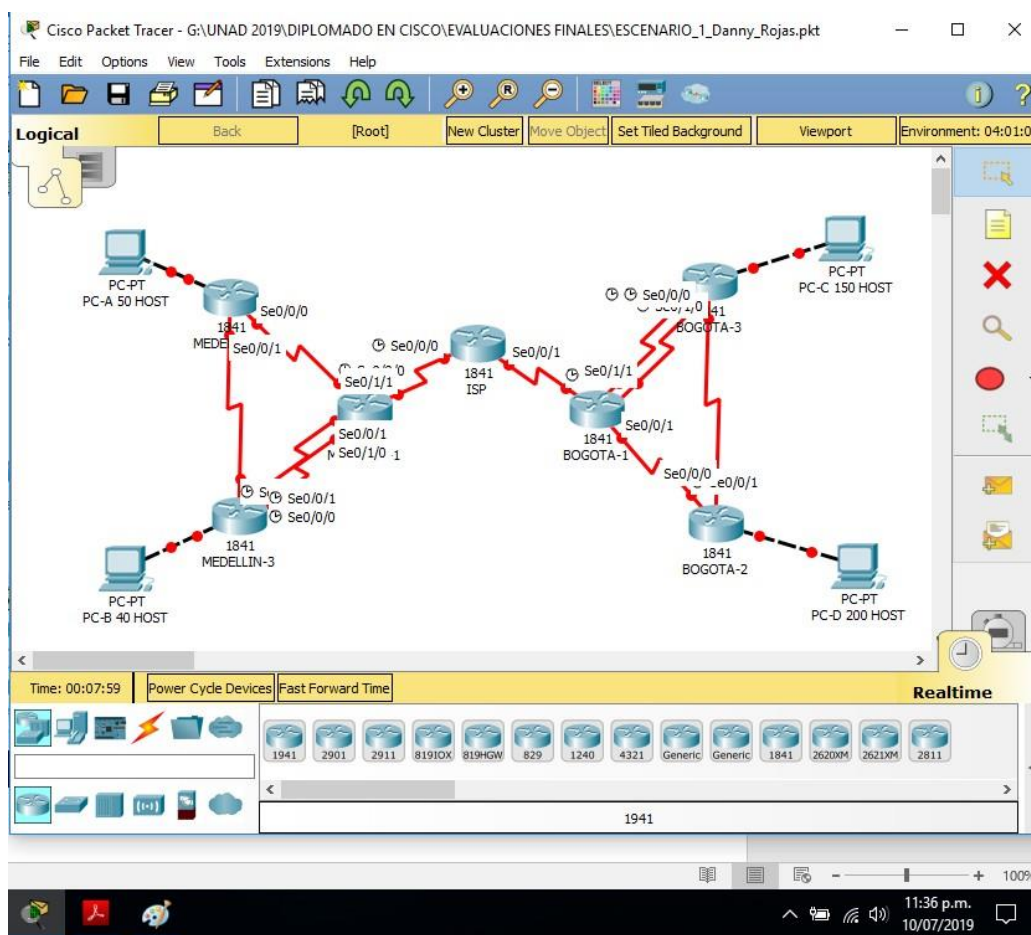 Cisco Packet Tracer - G:\UNAD 2019\DIPLOMADO EN CISCO\EVALUACIONES FINALES\ESCENARIO_1_Danny_Rojas.pkt
File Edit Options View Tools Extensions Help
Logical Back [Root] New Cluster Move Object Set Tiled Background Viewport Environment: 04:01:0
PC-PT
PC-A 50 HOST
1841
Se0/0/0
Se0/0/1
Se0/0/0
Se0/1/1
1841
ISP
Se0/0/1
Se0/1/1
Se0/0/0
41
BOGOTA-3
PC-PT
PC-C 150 HOST
Se0/0/1
Se0/1/0 -1
1841
BOGOTA-1
Se0/0/1
Se0/0/0
e0/0/1
Se0/0/1
Se0/0/0
1841
MEDELLIN-3
1841
BOGOTA-2
PC-PT
PC-B 40 HOST
PC-PT
PC-D 200 HOST
Time: 00:07:59 Power Cycle Devices Fast Forward Time Realtime
1941 2901 2911 819IOX 819HGW 829 1240 4321 Generic Generic 1841 2620XM 2621XM 2811
1941
100%
11:36 p.m.
10/07/2019